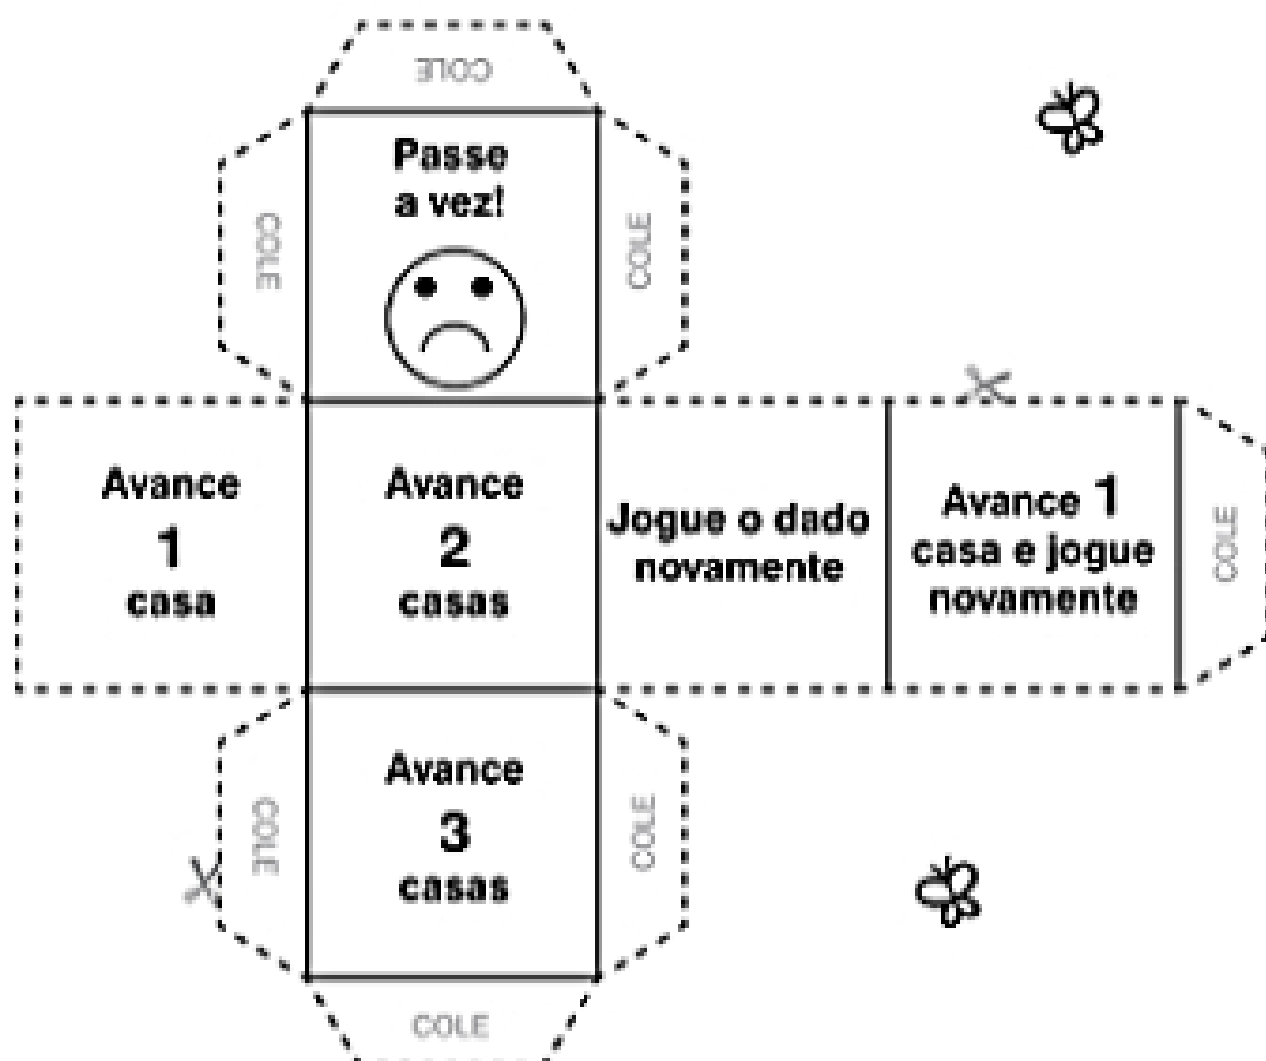 COLE
Passe
a vez!
COLE
COLE
Avance
1
casa
Avance
2
casas
Jogue o dado
novamente
Avance 1
casa e jogue
novamente
COLE
Avance
3
casas
COLE
COLE
COLE